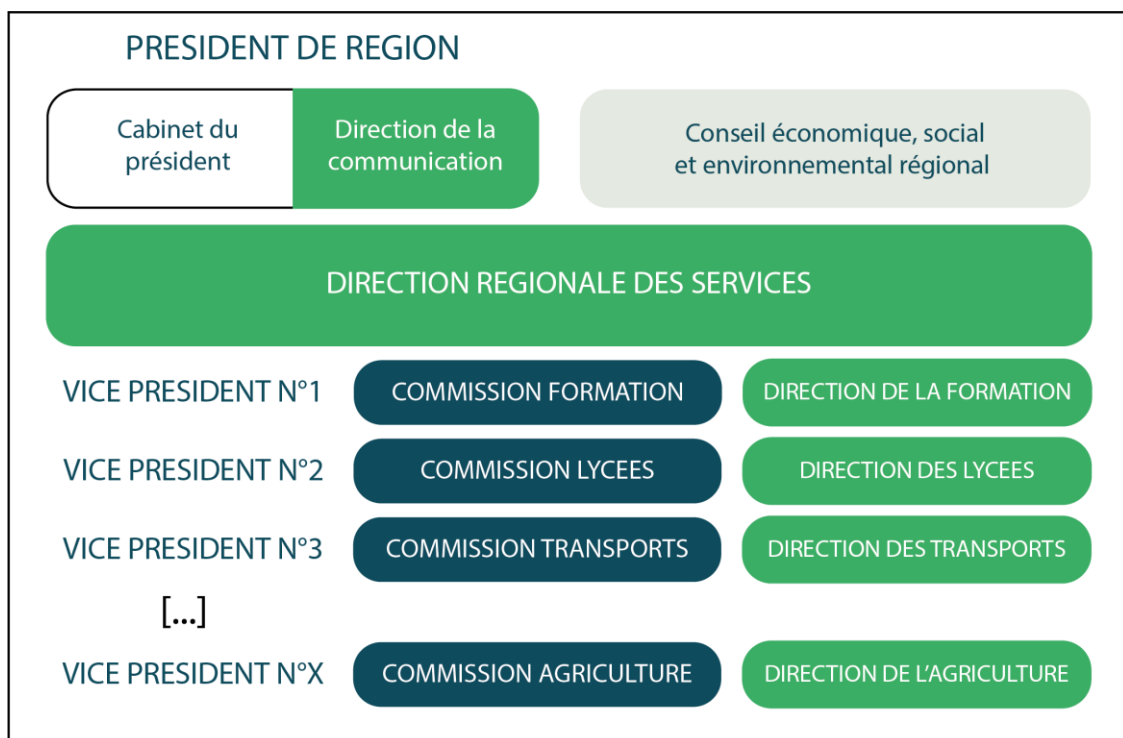 PRESIDENT DE REGION
Cabinet du
président
Direction de la
communication
Conseil économique, social
et environnemental régional
DIRECTION REGIONALE DES SERVICES
VICE PRESIDENT N°1
COMMISSION FORMATION
DIRECTION DE LA FORMATION
VICE PRESIDENT N°2
COMMISSION LYCEES
DIRECTION DES LYCEES
VICE PRESIDENT N°3
COMMISSION TRANSPORTS
DIRECTION DES TRANSPORTS
[...]
VICE PRESIDENT N°X
COMMISSION AGRICULTURE
DIRECTION DE L’AGRICULTURE